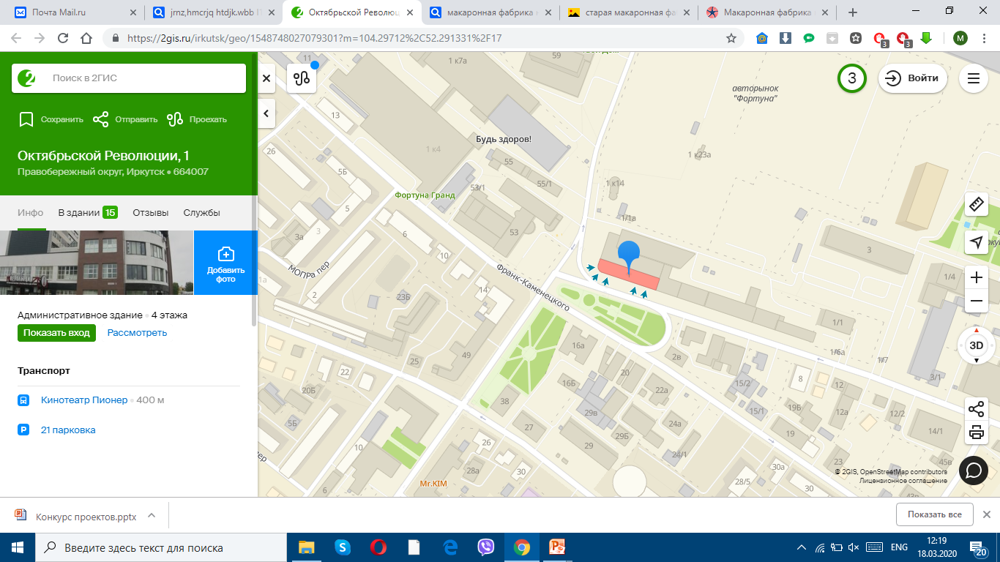 Почта Mail.ru
jrnz,hmcrjq htdjk.wbb 1
Октябрьской Революц
макаронная фабрика
старая макаронная фа
Макаронная фабрика
https://2gis.ru/irkutsk/geo/1548748027079301?m=104.29712%2C52.291331%2F17
3
3
M
Поиск в 2ГИС
Сохранить
Отправить
Проехать
Октябрьской Революции, 1
Правобережный округ, Иркутск • 664007
Инфо
В здании 15
Отзывы
Службы
Добавить
фото
Административное здание • 4 этажа
Показать вход
Рассмотреть
Транспорт
Кинотеатр Пионер • 400 м
21 парковка
3
Войти
11
1 к7а
59
авторынок
"Фортуна"
13
26
5Б
Будь здоров!
1 к4
55
1 к23а
53/1
55/1
1 к14
Фортуна Гранд
5
1/1а
3а
3
6
53
10
3
МОПРа пер
Франк-Каменецкого
1а
2
23Б
14
1/4
1/1
49
16а
2в
1/6а
1/7
25
22
20
8
12
3/1
20Б
16Б
22а
15/2
38
29в
19Б
12а
12/2
5Б
27
24а
15/1
14/1
10
26
29
29Б
19
28а
30
24/1
23
45в
30а
6
Mr.KIM
28/5
30
43в
3D
© 2GIS, OpenStreetMap contributors
Лицензионное соглашение
Конкурс проектов.pptx
Показать все
Введите здесь текст для поиска
ENG
12:19
18.03.2020
20